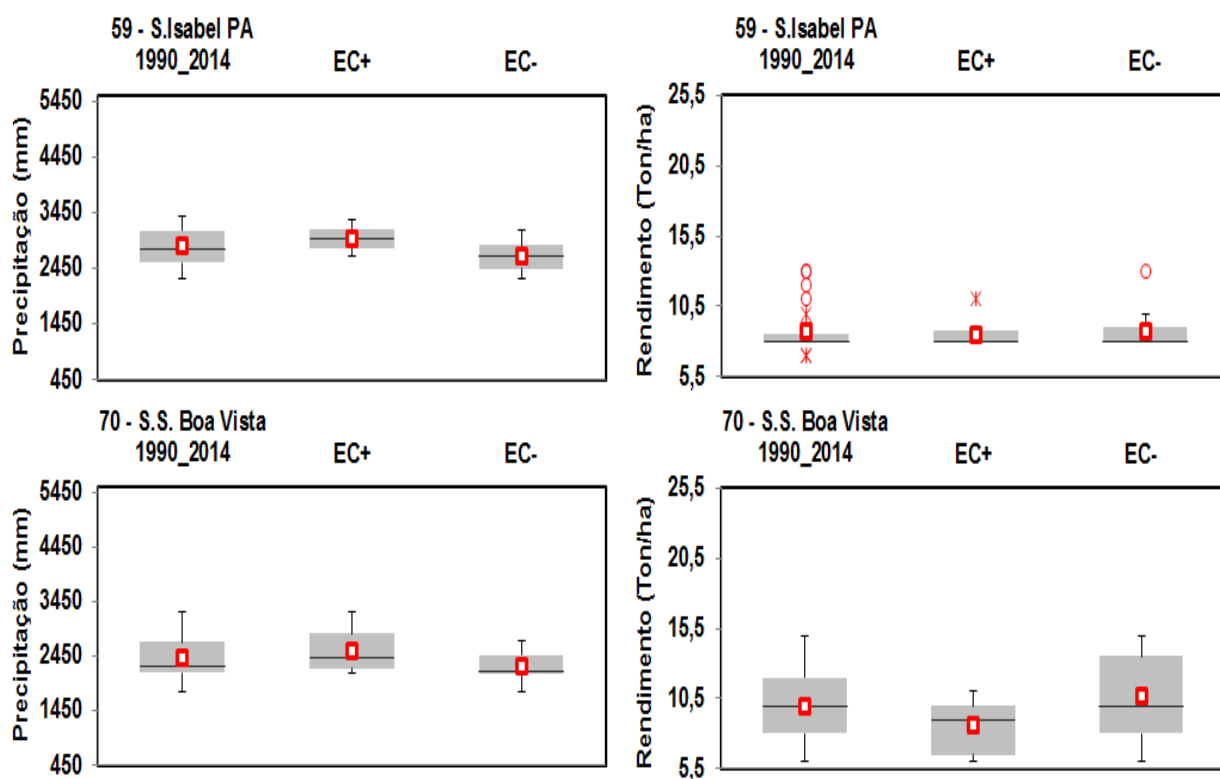 59 - S.Isabel PA
1990_2014 EC+ EC-
Precipitação (mm)
5450
4450
3450
2450
1450
450
59 - S.Isabel PA
1990_2014 EC+ EC-
Rendimento (Ton/ha)
25,5
20,5
15,5
10,5
5,5
70 - S.S. Boa Vista
1990_2014 EC+ EC-
Precipitação (mm)
5450
4450
3450
2450
1450
450
70 - S.S. Boa Vista
1990_2014 EC+ EC-
Rendimento (Ton/ha)
25,5
20,5
15,5
10,5
5,5